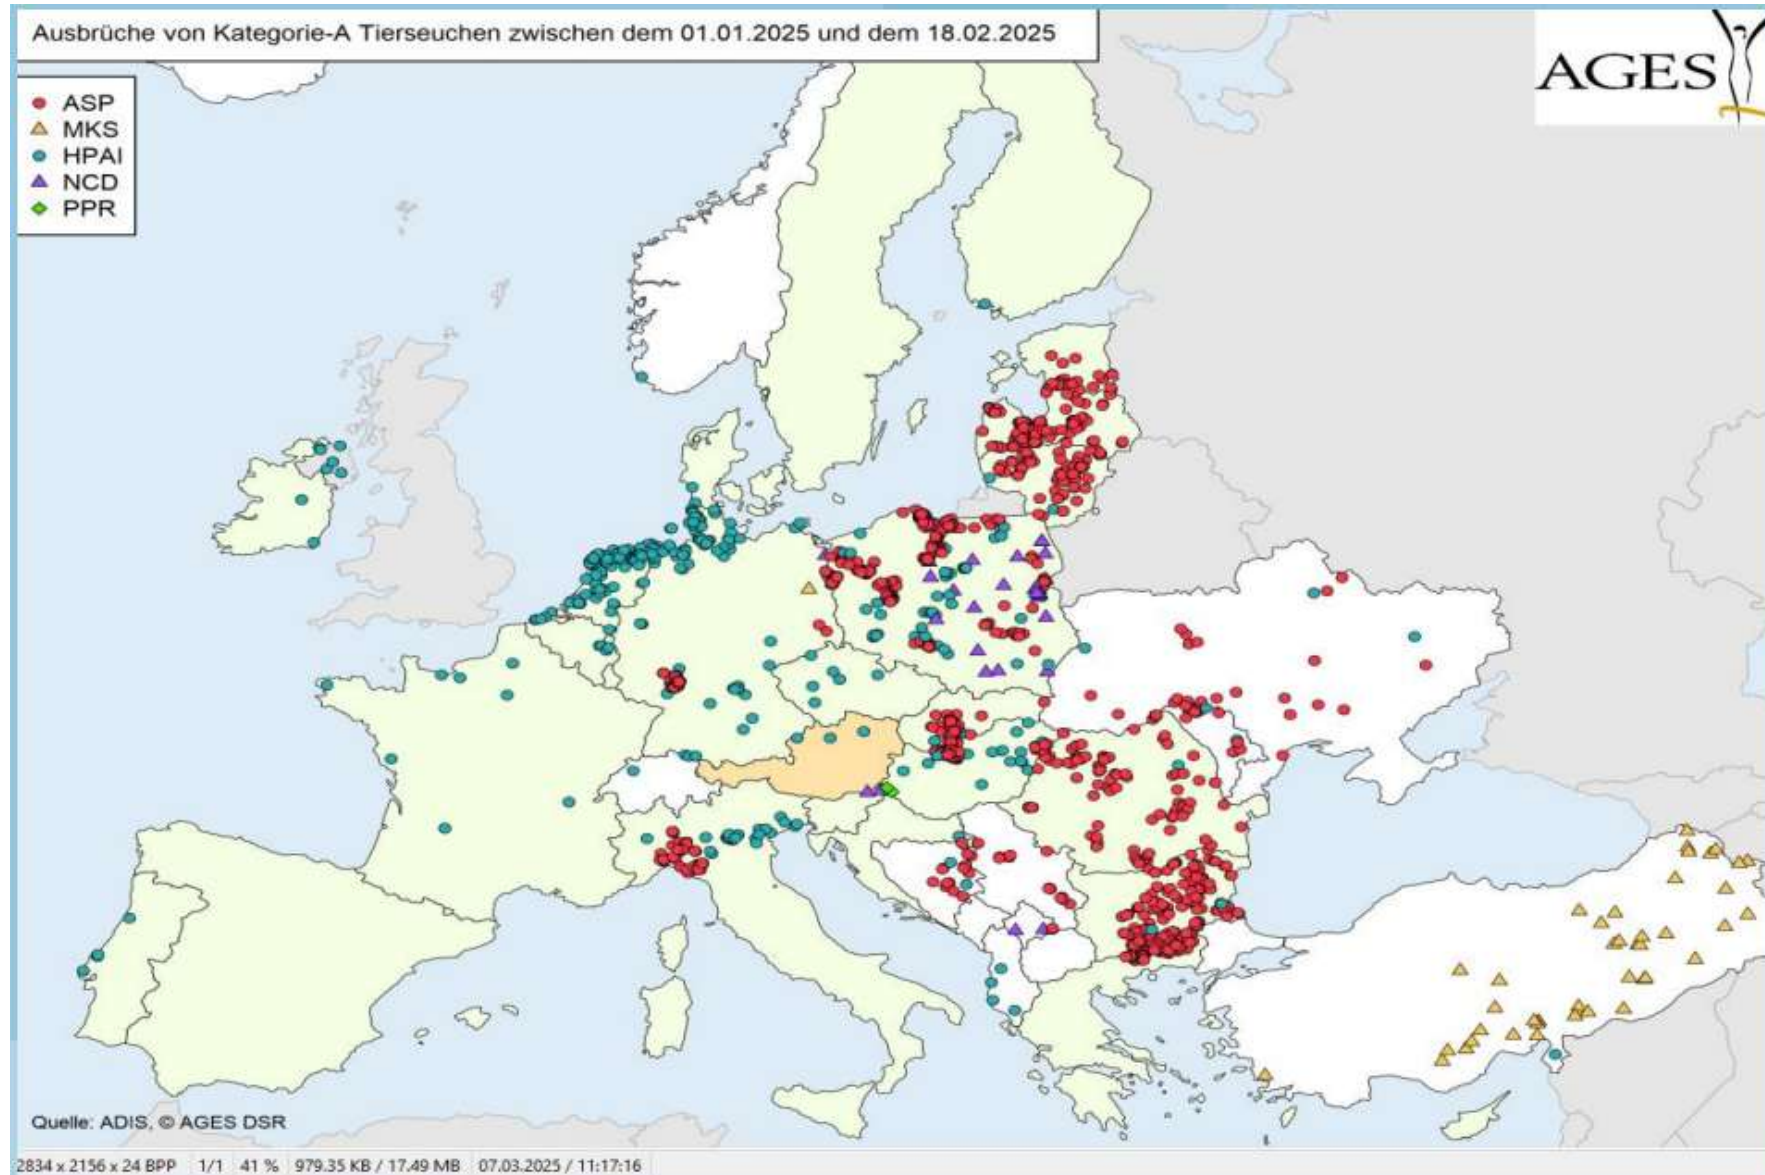 Ausbrüche von Kategorie-A Tierseuchen zwischen dem 01.01.2025 und dem 18.02.2025
AGES
ASP
MKS
HPAI
NCD
PPR
Quelle: ADIS, © AGES DSR
2834 x 2156 x 24 BPP 1/1 41 % 979.35 KB / 17.49 MB 07.03.2025 / 11:17:16